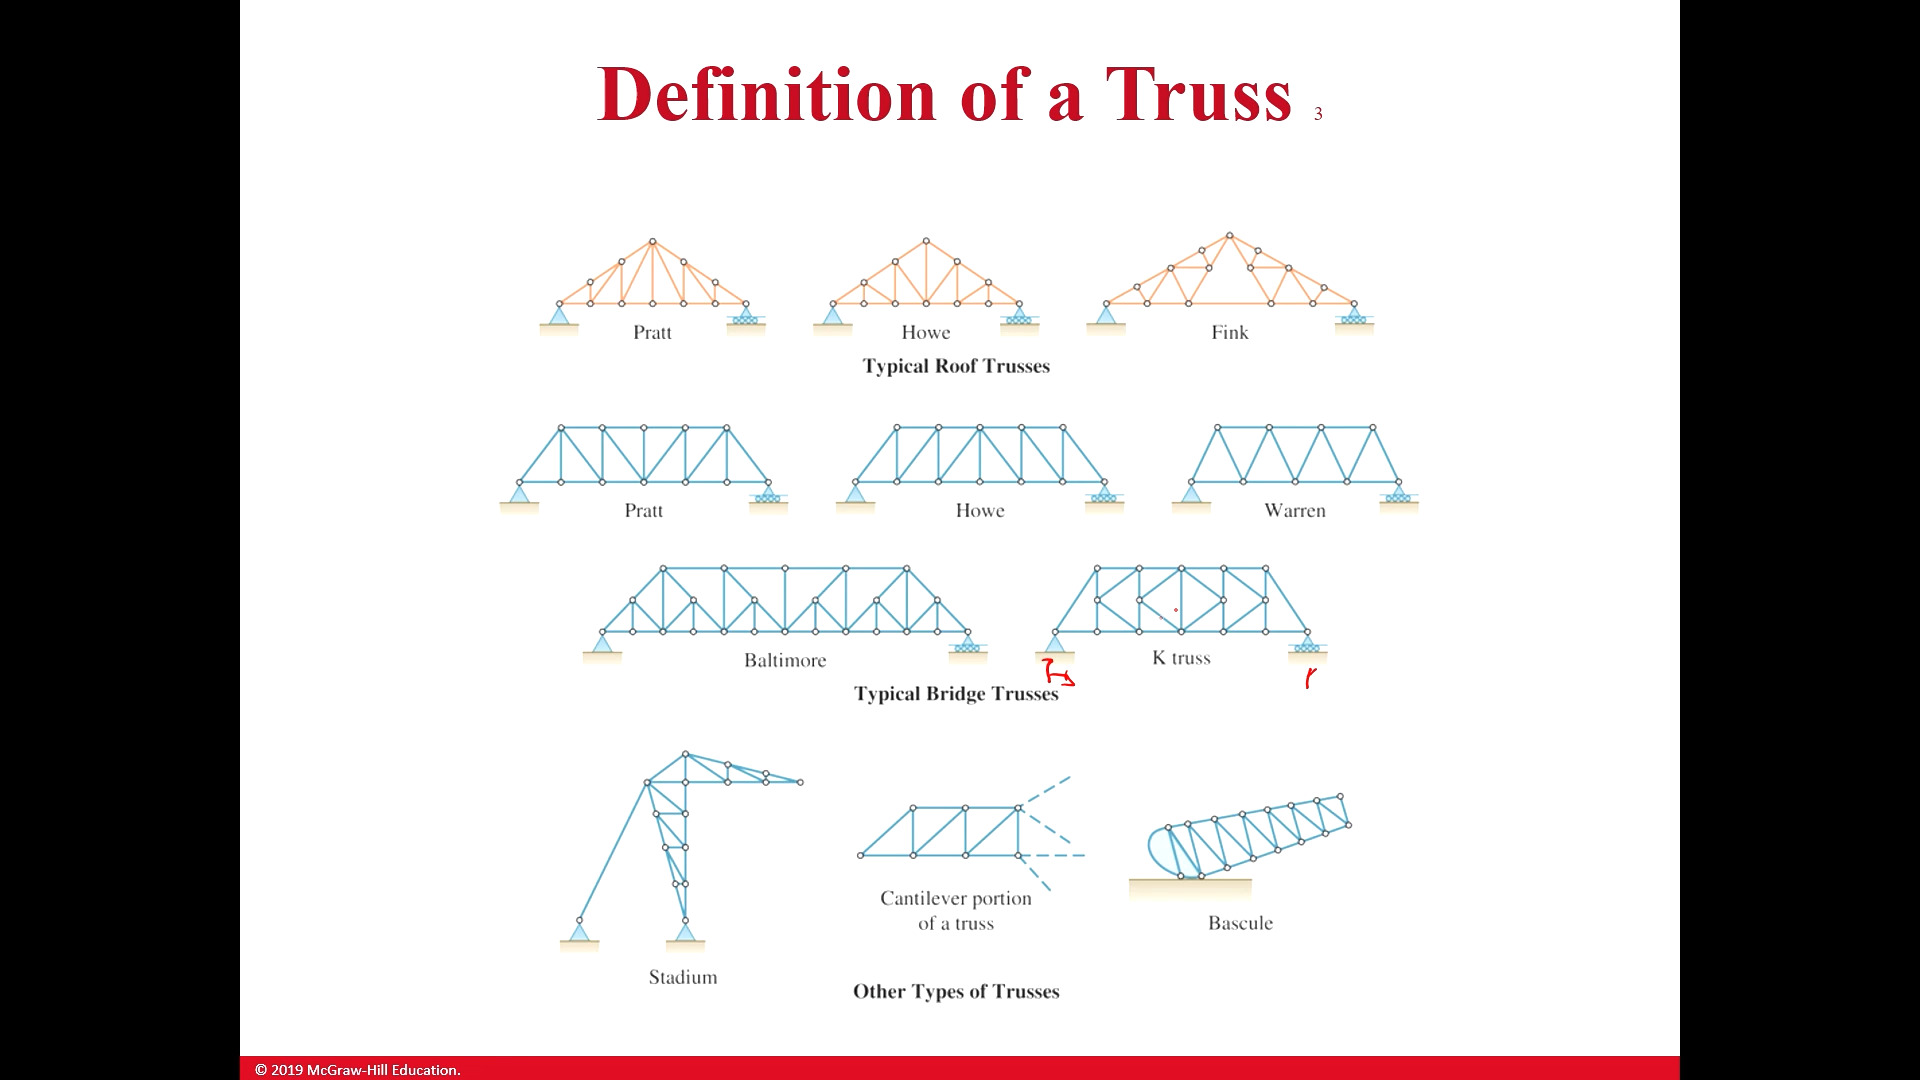 Definition of a Truss 3
Pratt
Howe
Fink
Typical Roof Trusses
Pratt
Howe
Warren
Baltimore
K truss
Typical Bridge Trusses
Stadium
Cantilever portion
of a truss
Bascule
Other Types of Trusses
© 2019 McGraw-Hill Education.